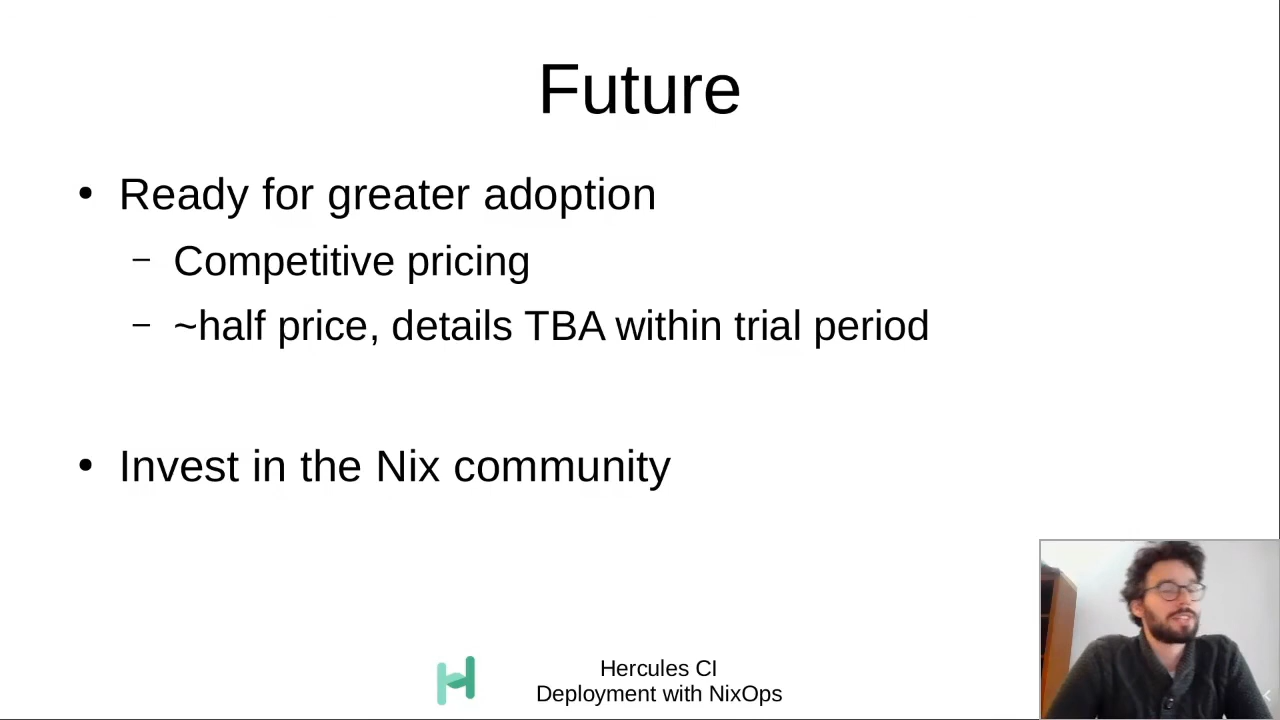 Future
• Ready for greater adoption
– Competitive pricing
– ~half price, details TBA within trial period
• Invest in the Nix community
Hercules CI
Deployment with NixOps